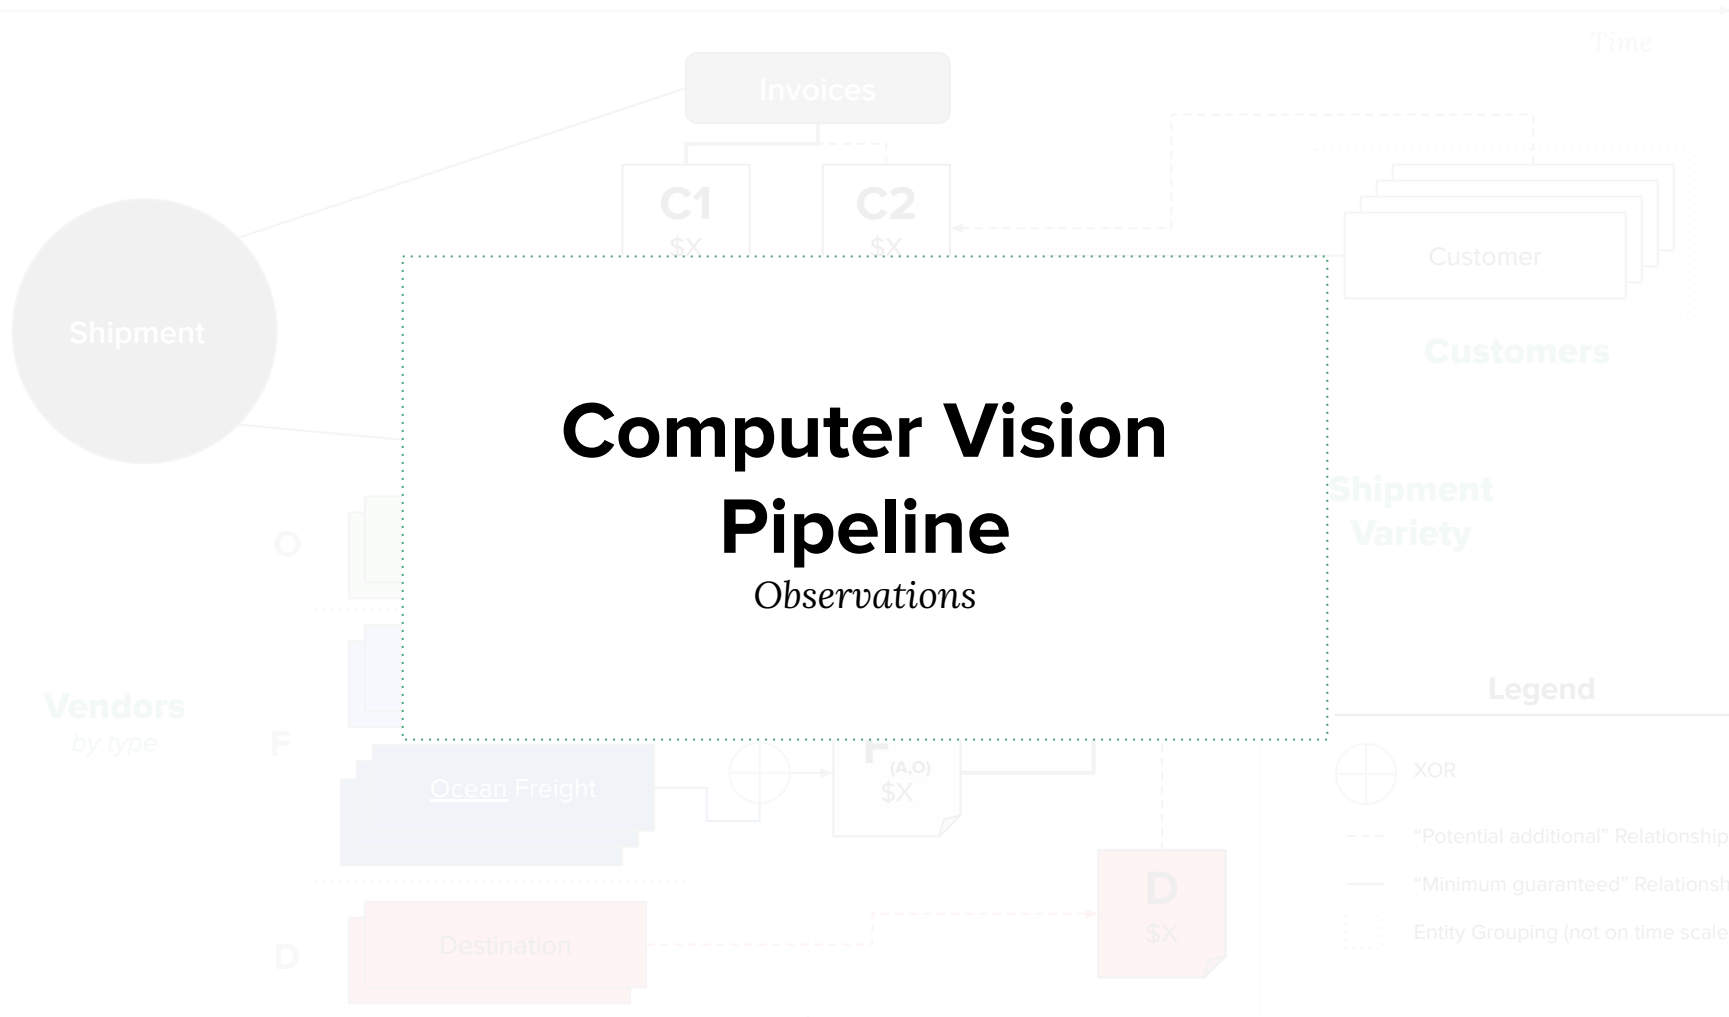 Time
Invoices
C1
$X
C2
$X
Customer
Customers
Shipment
Computer Vision
Pipeline
Observations
Shipment
Variety
O
Vendors
by type
F
Ocean Freight
F(A,O)
$X
D
Destination
D
$X
Legend
XOR
“Potential additional” Relationship
“Minimum guaranteed”
Entity Grouping (not on time scale